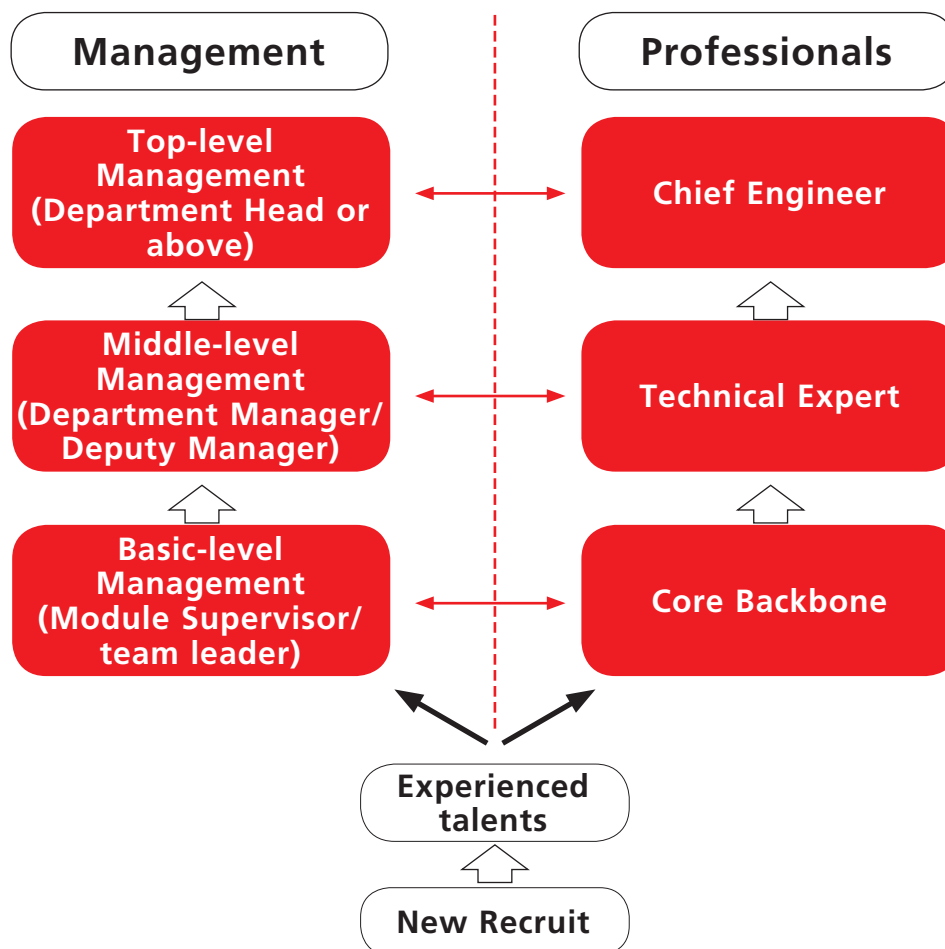 Management
Professionals
Top-level
Management
(Department Head or
above)
Chief Engineer
Middle-level
Management
(Department Manager/
Deputy Manager)
Technical Expert
Basic-level
Management
(Module Supervisor/
team leader)
Core Backbone
Experienced
talents
New Recruit